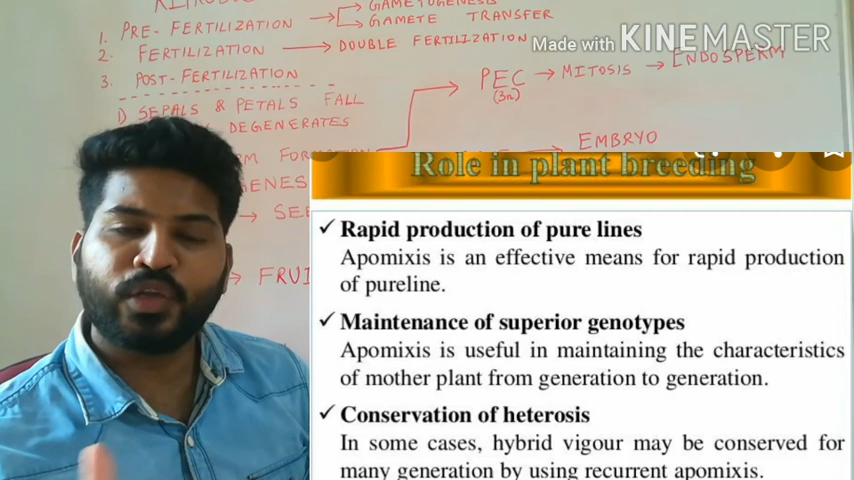 1. PRE-FERTILIZATION
GAMETOGENESIS
GAMETE TRANSFER
2. FERTILIZATION → DOUBLE FERTILIZATION
3. POST-FERTILIZATION
Made with KINEMASTER
PEC → MITOSIS → ENDOSPERM
(3n)
1) SEPALS & PETALS FALL
DEGENERATES
EMBRYO
Role in plant breeding
✓ Rapid production of pure lines
Apomixis is an effective means for rapid production
of pureline.
✓ Maintenance of superior genotypes
Apomixis is useful in maintaining the characteristics
of mother plant from generation to generation.
✓ Conservation of heterosis
In some cases, hybrid vigour may be conserved for
many generation by using recurrent apomixis.